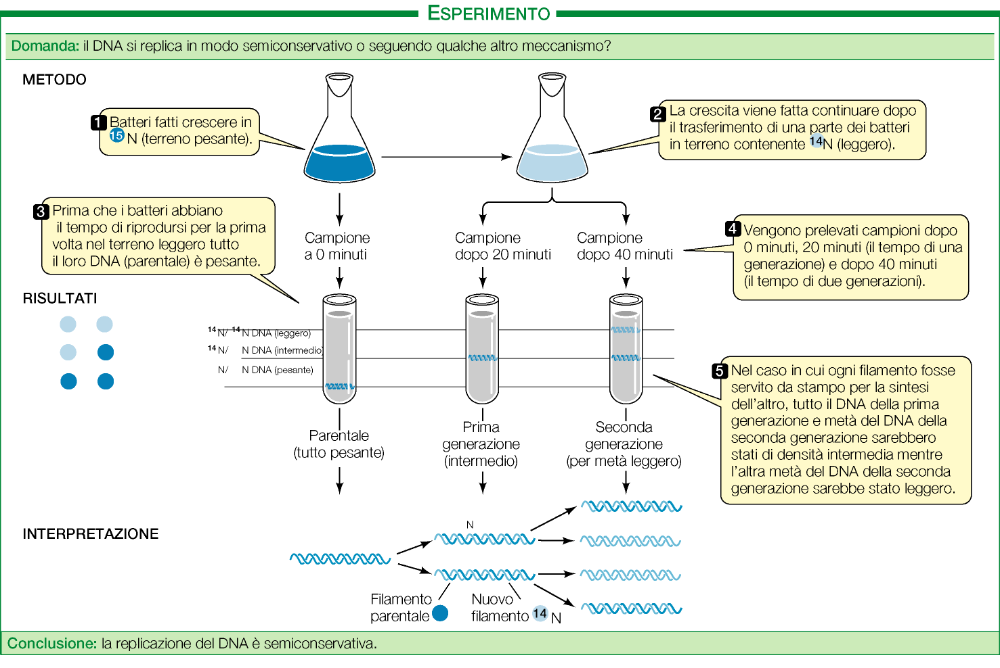 ESPERIMENTO
Domanda: il DNA si replica in modo semiconservativo o seguendo qualche altro meccanismo?
METODO
1 Batteri fatti crescere in
15 N (terreno pesante).
2 La crescita viene fatta continuare dopo
il trasferimento di una parte dei batteri
in terreno contenente 14N (leggero).
3 Prima che i batteri abbiano
il tempo di riprodursi per la prima
volta nel terreno leggero tutto
il loro DNA (parentale) è pesante.
Campione
a 0 minuti
Campione
dopo 20 minuti
Campione
dopo 40 minuti
4 Vengono prelevati campioni dopo
0 minuti, 20 minuti (il tempo di una
generazione) e dopo 40 minuti
(il tempo di due generazioni).
RISULTATI
14 N/ 14 N DNA (leggero)
14 N/ N DNA (intermedio)
N/ N DNA (pesante)
5 Nel caso in cui ogni filamento fosse
servito da stampo per la sintesi
dell'altro, tutto il DNA della prima
generazione e metà del DNA della
seconda generazione sarebbero
stati di densità intermedia mentre
l'altra metà del DNA della seconda
generazione sarebbe stato leggero.
Parentale
(tutto pesante)
Prima
generazione
(intermedio)
Seconda
generazione
(per metà leggero)
INTERPRETAZIONE
N
Filamento
parentale
Nuovo
filamento 14 N
Conclusione: la replicazione del DNA è semiconservativa.